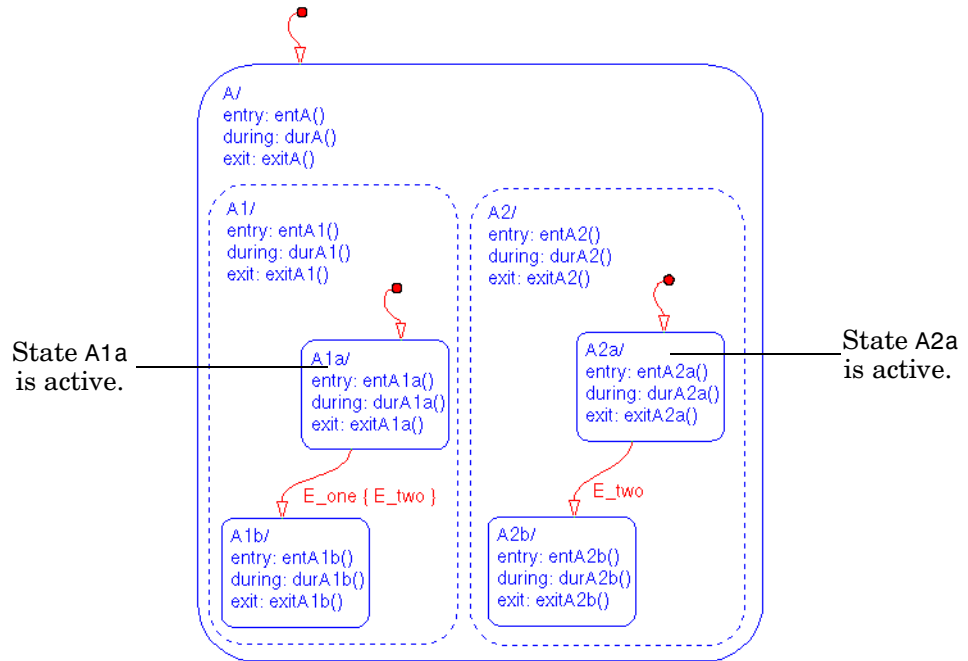 A/
entry: entA()
during: durA()
exit: exitA()
A1/
entry: entA1()
during: durA1()
exit: exitA1()
A2/
entry: entA2()
during: durA2()
exit: exitA2()
State A1a
is active.
A1a/
entry: entA1a()
during: durA1a()
exit: exitA1a()
A2a/
entry: entA2a()
during: durA2a()
exit: exitA2a()
State A2a
is active.
E_one { E_two }
E_two
A1b/
entry: entA1b()
during: durA1b()
exit: exitA1b()
A2b/
entry: entA2b()
during: durA2b()
exit: exitA2b()